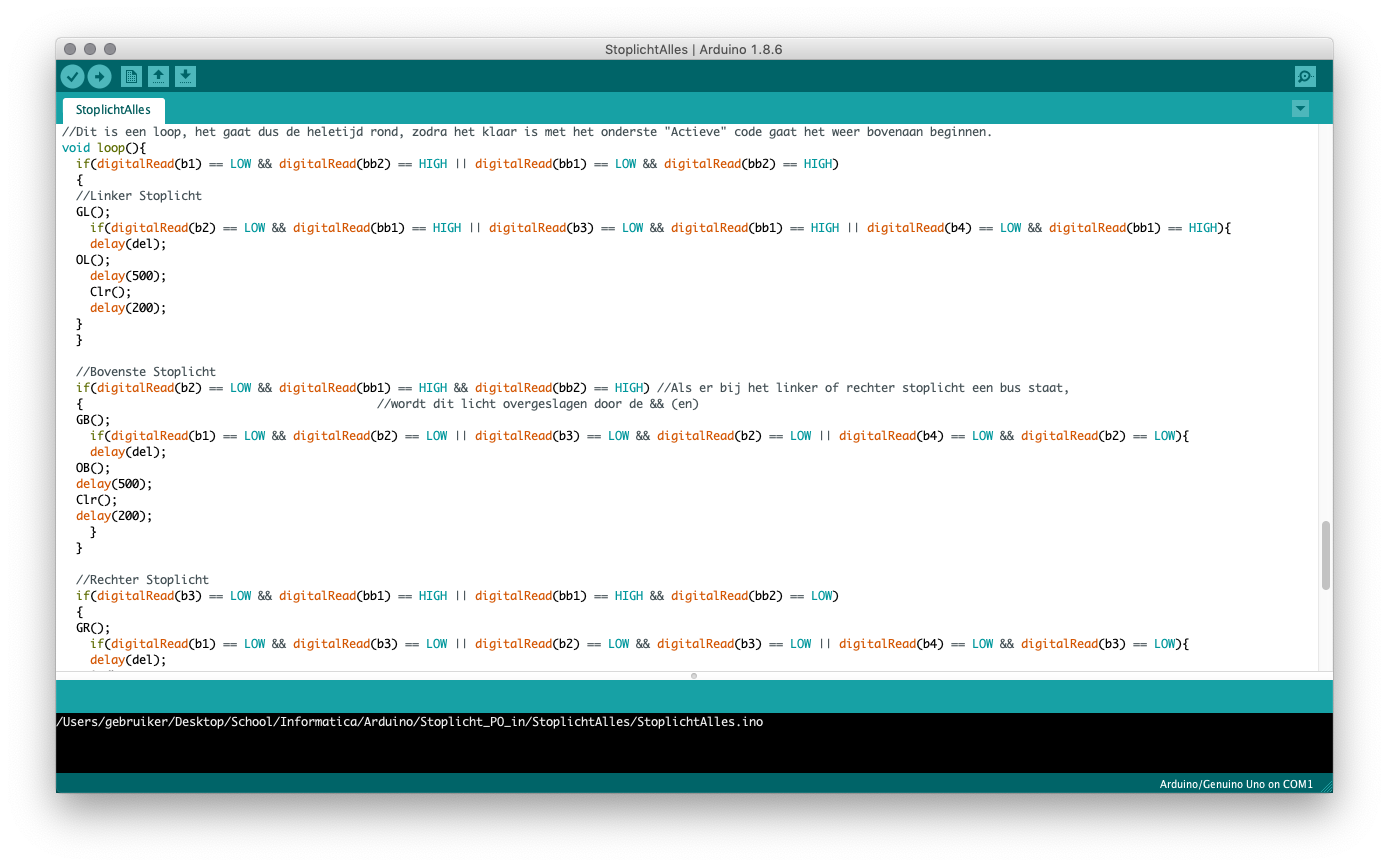 StoplichtAlles | Arduino 1.8.6
StoplichtAlles
//Dit is een loop, het gaat dus de heletijd rond, zodra het klaar is met het onderste "Actieve" code gaat het weer bovenaan beginnen.
void loop(){
if(digitalRead(b1) == LOW && digitalRead(bb2) == HIGH || digitalRead(bb1) == LOW && digitalRead(bb2) == HIGH)
{
//Linker Stoplicht
GL();
if(digitalRead(b2) == LOW && digitalRead(bb1) == HIGH || digitalRead(b3) == LOW && digitalRead(bb1) == HIGH || digitalRead(b4) == LOW && digitalRead(bb1) == HIGH){
delay(del);
OL();
delay(500);
Clr();
delay(200);
}
}
//Bovenste Stoplicht
if(digitalRead(b2) == LOW && digitalRead(bb1) == HIGH && digitalRead(bb2) == HIGH) //Als er bij het linker of rechter stoplicht een bus staat,
{ //wordt dit licht overgeslagen door de && (en)
GB();
if(digitalRead(b1) == LOW && digitalRead(b2) == LOW || digitalRead(b3) == LOW && digitalRead(b2) == LOW || digitalRead(b4) == LOW && digitalRead(b2) == LOW){
delay(del);
OB();
delay(500);
Clr();
delay(200);
}
}
//Rechter Stoplicht
if(digitalRead(b3) == LOW && digitalRead(bb1) == HIGH || digitalRead(bb1) == HIGH && digitalRead(bb2) == LOW)
{
GR();
if(digitalRead(b1) == LOW && digitalRead(b3) == LOW || digitalRead(b2) == LOW && digitalRead(b3) == LOW || digitalRead(b4) == LOW && digitalRead(b3) == LOW){
delay(del);
/Users/gebruiker/Desktop/School/Informatica/Arduino/Stoplicht_PO_in/StoplichtAlles/StoplichtAlles.ino
Arduino/Genuino Uno on COM1